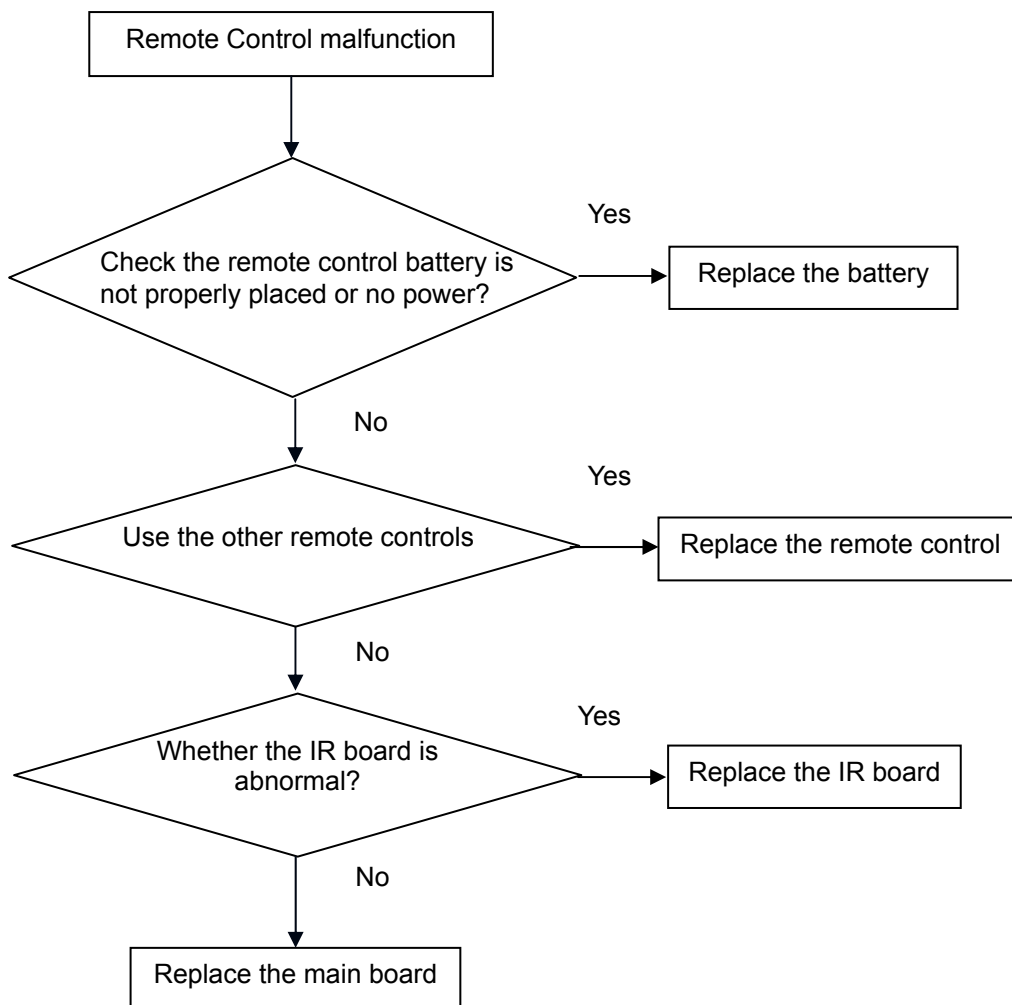 Remote Control malfunction
Yes
Check the remote control battery is
not properly placed or no power?
Replace the battery
No
Yes
Use the other remote controls
Replace the remote control
No
Yes
Whether the IR board is
abnormal?
Replace the IR board
No
Replace the main board